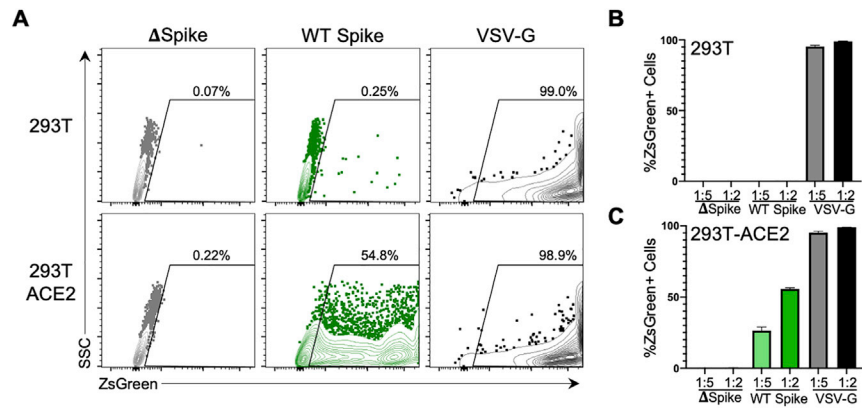 A
ΔSpike WT Spike VSV-G
293T
0.07% 0.25% 99.0%
293T
ACE2
0.22% 54.8% 98.9%
SSC
ZsGreen
B
293T
%ZsGreen+ Cells
100
50
0
1:5 1:2 1:5 1:2 1:5 1:2
ΔSpike WT Spike VSV-G
C
293T-ACE2
%ZsGreen+ Cells
100
50
0
1:5 1:2 1:5 1:2 1:5 1:2
ΔSpike WT Spike VSV-G